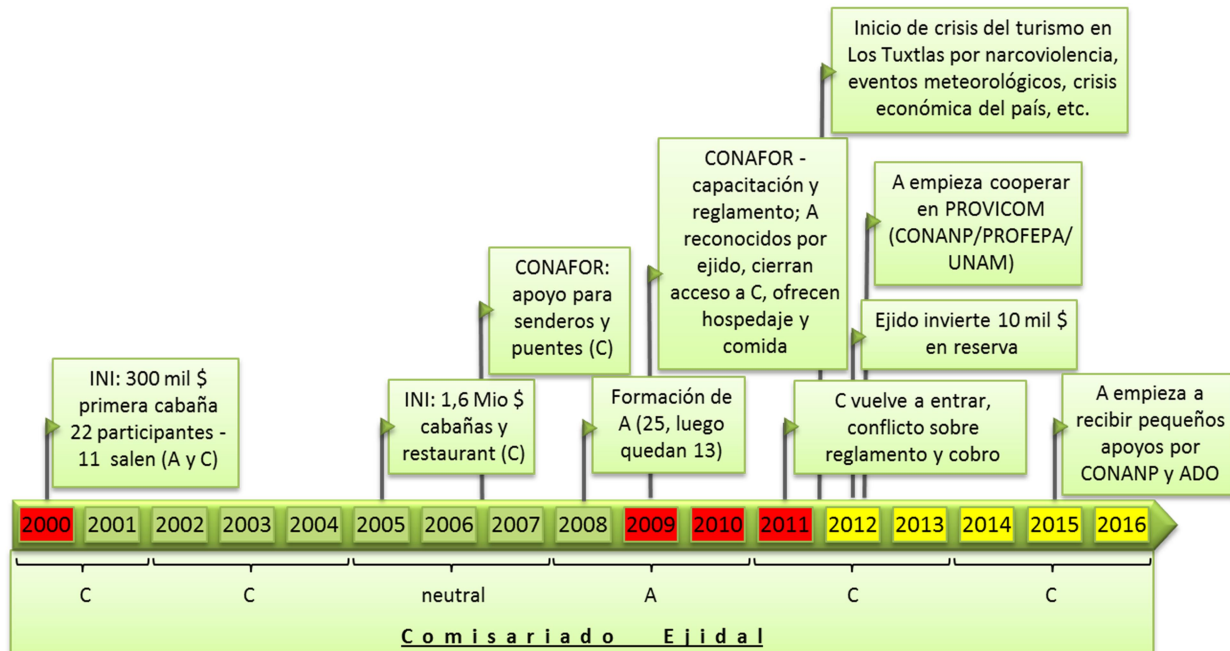 Inicio de crisis del turismo en
Los Tuxtlas por narcoviolencia,
eventos meteorológicos, crisis
económica del país, etc.
CONAFOR -
capacitación y
reglamento; A
reconocidos por
ejido, cierran
acceso a C, ofrecen
hospedaje y
comida
A empieza cooperar
en PROVICOM
(CONANP/PROFEPA/
UNAM)
CONAFOR:
apoyo para
senderos y
puentes (C)
Ejido invierte 10 mil $
en reserva
INI: 300 mil $
primera cabaña
22 participantes -
11 salen (A y C)
INI: 1,6 Mio $
cabañas y
restaurant (C)
Formación de
A (25, luego
quedan 13)
C vuelve a entrar,
conflicto sobre
reglamento y cobro
A empieza a
recibir pequeños
apoyos por
CONANP y ADO
2000 2001 2002 2003 2004 2005 2006 2007 2008 2009 2010 2011 2012 2013 2014 2015 2016
C C neutral A C C
Comisariado Ejidal